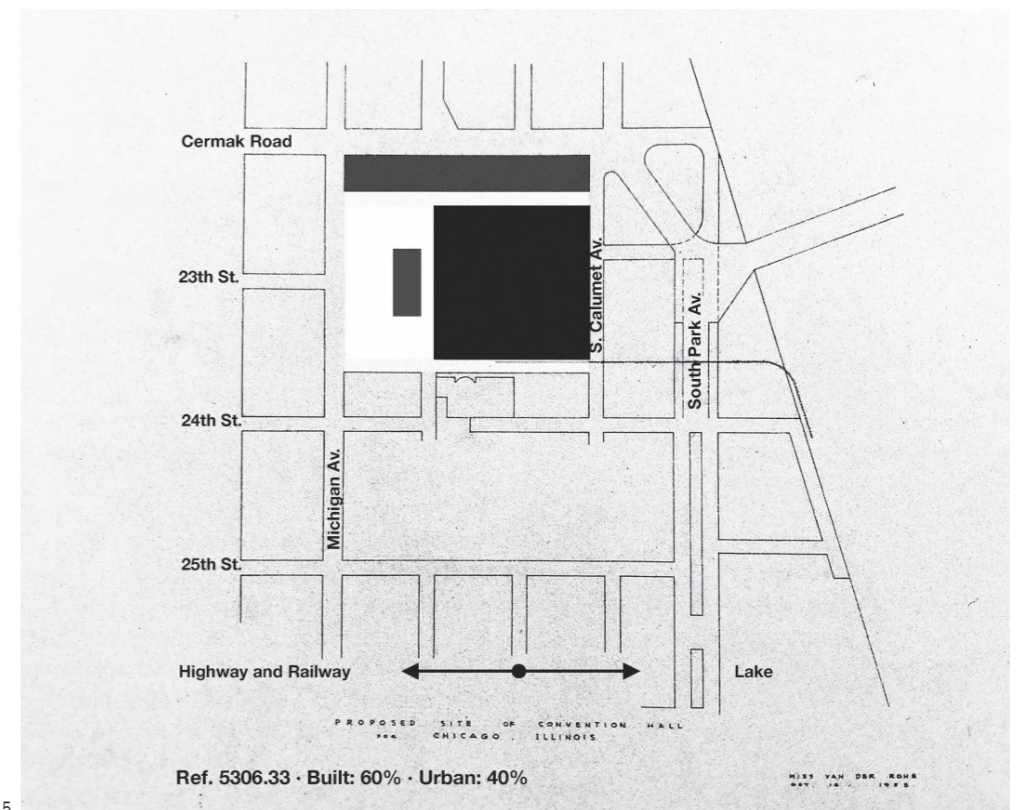 Cermak Road
23th St.
S. Calumet Av.
South Park Av.
24th St.
Michigan Av.
25th St.
Highway and Railway
Lake
PROPOSED SITE OF CONVENTION HALL
FOR CHICAGO, ILLINOIS
Ref. 5306.33 · Built: 60% · Urban: 40%
MIES VAN DER ROHE
OCT.
5